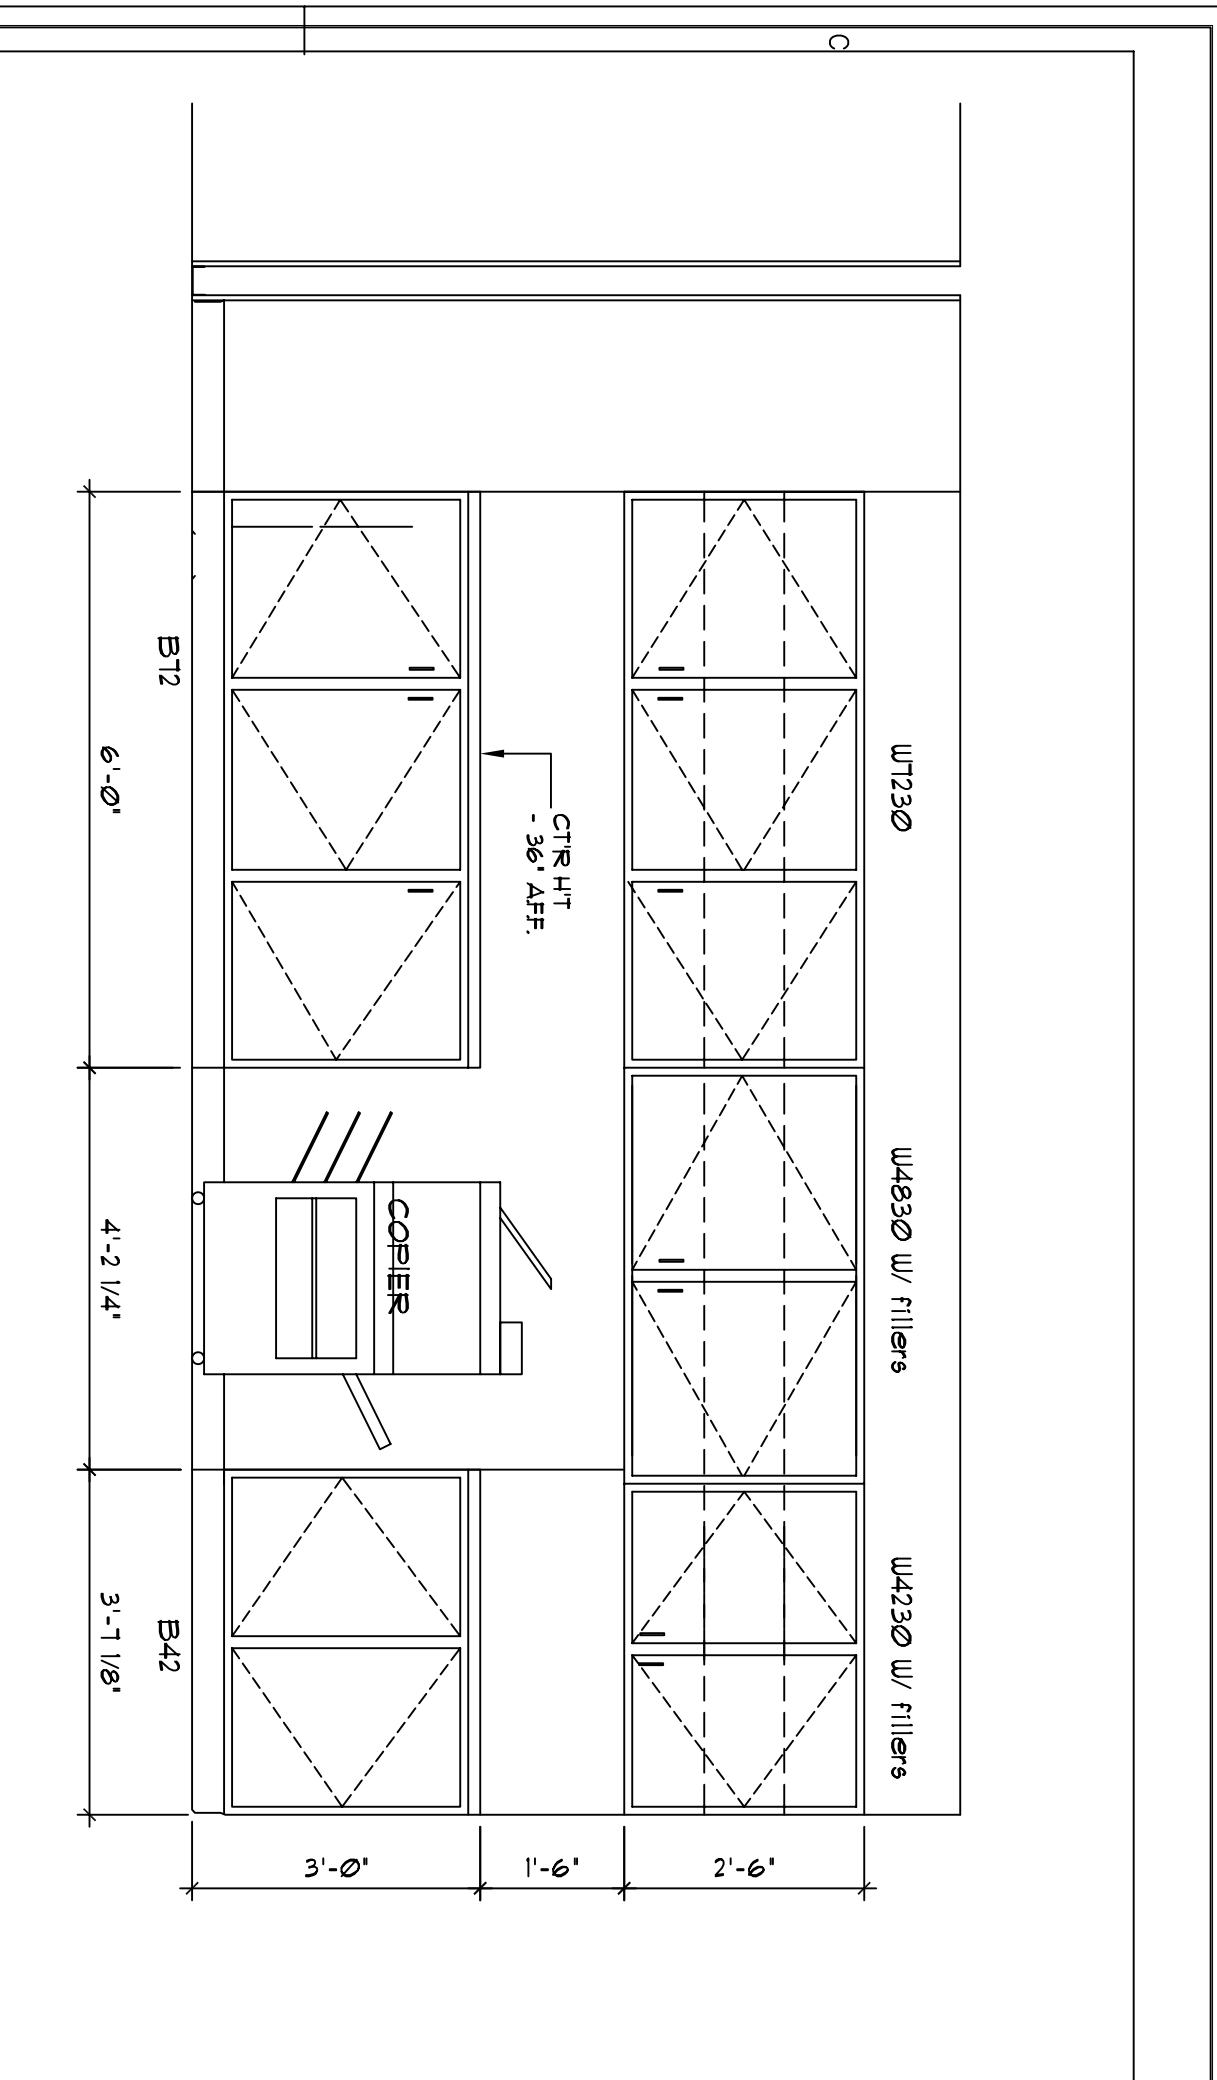 C
W7230
W4830 W/ fillers
W4230 W/ fillers
2'-6"
CT'R H'T
- 36" A.F.F.
1'-6"
COPIER
3'-0"
B72
B42
6'-0"
4'-2 1/4"
3'-7 1/8"